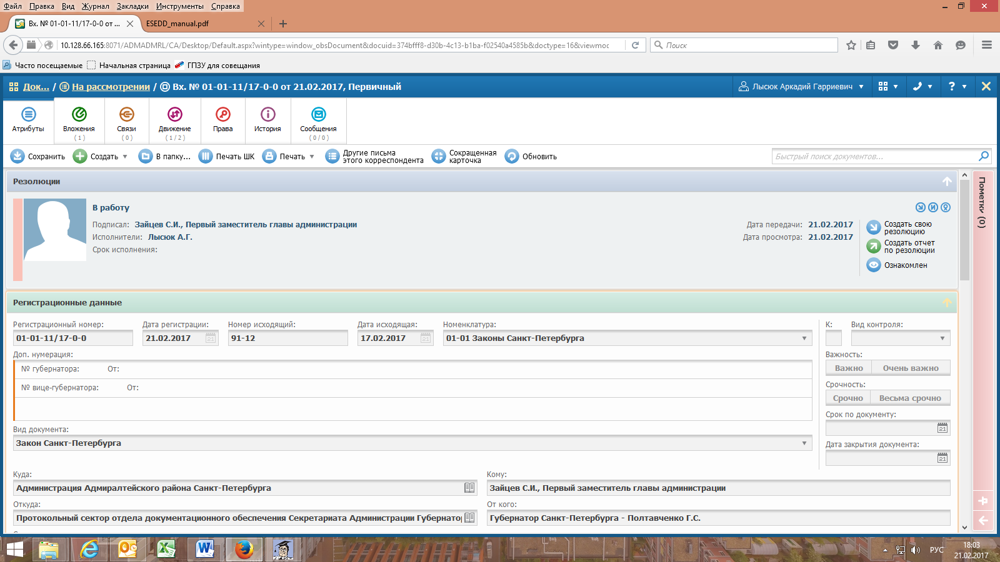 Файл Правка Вид Журнал Закладки Инструменты Справка
Вх. № 01-01-11/17-0-0 от ... ESEDD_manual.pdf
10.128.66.165:8071/ADMADMRL/CA/Desktop/Default.aspx?wintype=window_obsDocument&docuid=374bfff8-d30b-4c13-b1ba-f02540a4585b&doctype=16&viewmoc Поиск
Часто посещаемые Начальная страница ГПЗУ для совещания
Док... / На рассмотрении / Вх. № 01-01-11/17-0-0 от 21.02.2017, Первичный Лысюк Аркадий Гарриевич ?
Атрибуты Вложения Связи Движение Права История Сообщения
( 1 ) ( 0 ) ( 1 / 2 ) ( 0 / 0 )
Сохранить Создать В папку... Печать ШК Печать Другие письма этого корреспондента Сокращенная карточка Обновить Быстрый поиск документов...
Резолюции
Пометки (0)
В работу
Подписал: Зайцев С.И., Первый заместитель главы администрации Дата передачи: 21.02.2017
Исполнители: Лысюк А.Г. Дата просмотра: 21.02.2017
Срок исполнения:
Создать свою резолюцию
Создать отчет по резолюции
Ознакомлен
Регистрационные данные
Регистрационный номер: Дата регистрации: Номер исходящий: Дата исходящая: Номенклатура: К: Вид контроля:
01-01-11/17-0-0 21.02.2017 21 91-12 17.02.2017 21 01-01 Законы Санкт-Петербурга
Доп. нумерация: Важность:
№ губернатора: От: Важно Очень важно
№ вице-губернатора: От: Срочность:
Срочно Весьма срочно
Срок по документу:
21
Вид документа:
Закон Санкт-Петербурга
Дата закрытия документа:
21
Куда: Кому:
Администрация Адмиралтейского района Санкт-Петербурга Зайцев С.И., Первый заместитель главы администрации
Откуда: От кого:
Протокольный сектор отдела документационного обеспечения Секретариата Администрации Губернатор Губернатор Санкт-Петербурга - Полтавченко Г.С.
РУС 18:03
21.02.2017